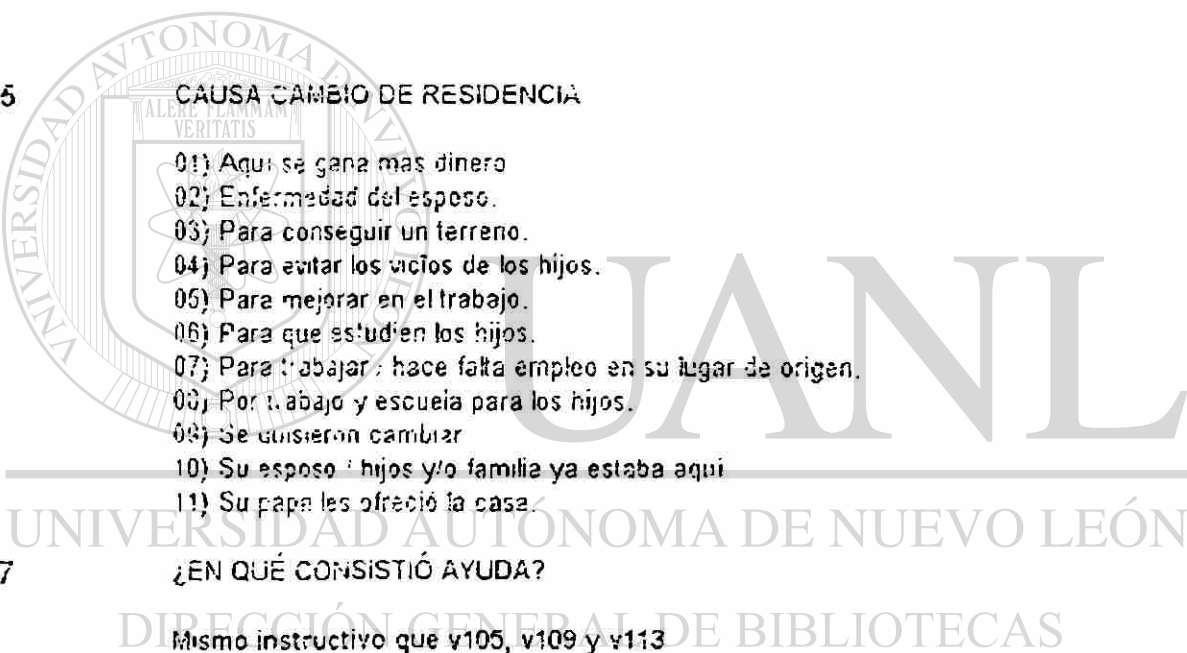 5 CAUSA CAMBIO DE RESIDENCIA
ALERE FLAMMAM
VERITATIS
01) Aqui se gana mas dinero
02) Enfermedad del esposo.
03) Para conseguir un terreno.
04) Para evitar los vicios de los hijos.
05) Para mejorar en el trabajo.
06) Para que estudien los hijos.
07) Para trabajar / hace falta empleo en su lugar de origen.
08) Por trabajo y escuela para los hijos.
09) Se quisieron cambiar
10) Su esposo / hijos y/o familia ya estaba aquí
11) Su papa les ofreció la casa.
UANL
UNIVERSIDAD AUTÓNOMA DE NUEVO LEÓN
7 ¿EN QUÉ CONSISTIÓ AYUDA?
DIRECCIÓN GENERAL DE BIBLIOTECAS
Mismo instructivo que v105, v109 y v113